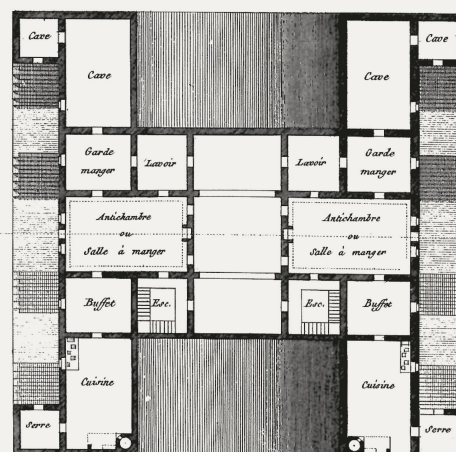 Cave
Cave
Cave
Cave
Garde
manger
Lavoir
Lavoir
Garde
manger
Antichambre
ou
Salle à manger
Antichambre
ou
Salle à manger
Buffet
Esc.
Esc.
Buffet
Cuisine
Cuisine
Serre
Serre